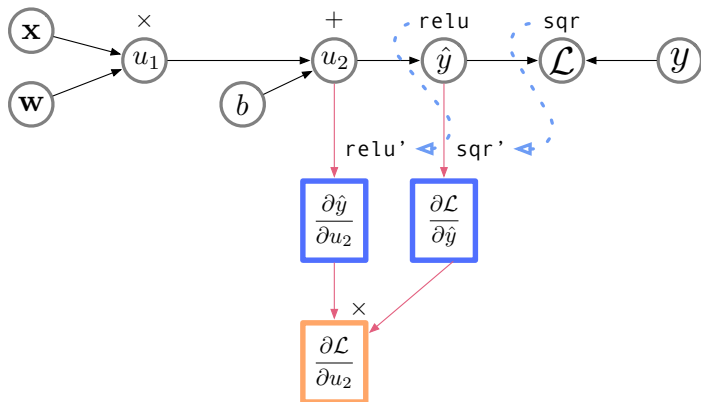 × + relu sqr
x u₁ u₂ ŷ ℒ y
w b
relu’ sqr’
∂ŷ/∂u₂ ∂ℒ/∂ŷ
×
∂ℒ/∂u₂